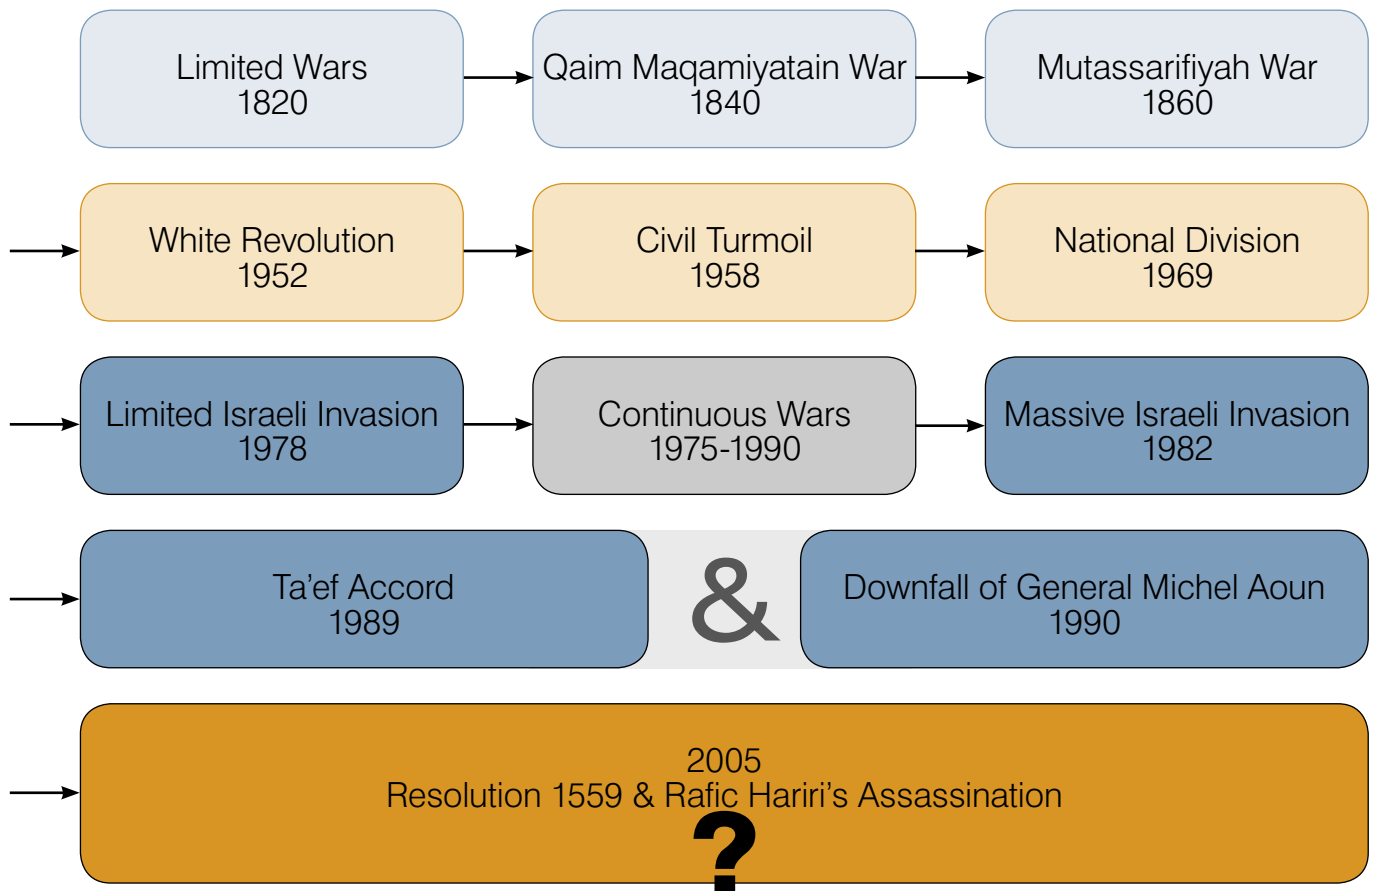 Limited Wars
1820
Qaim Maqamiyatain War
1840
Mutassarifiyah War
1860
White Revolution
1952
Civil Turmoil
1958
National Division
1969
Limited Israeli Invasion
1978
Continuous Wars
1975-1990
Massive Israeli Invasion
1982
Ta’ef Accord
1989
&
Downfall of General Michel Aoun
1990
2005
Resolution 1559 & Rafic Hariri’s Assassination
?